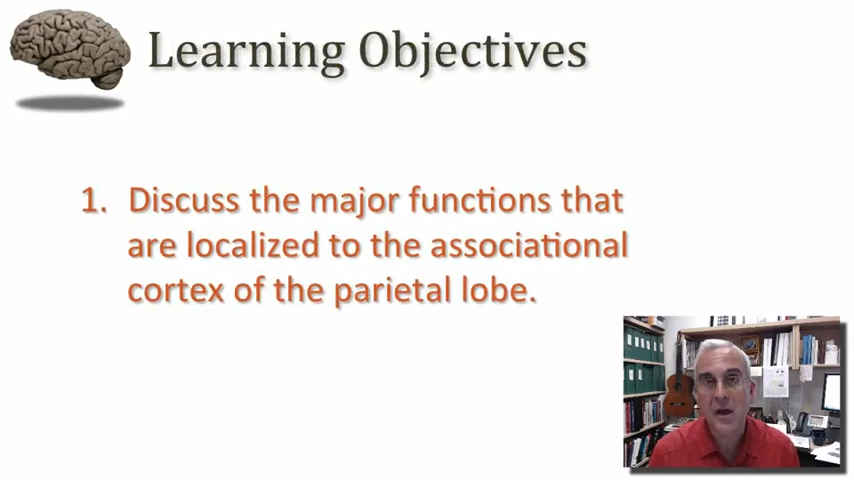 Learning Objectives
1. Discuss the major functions that
are localized to the associational
cortex of the parietal lobe.